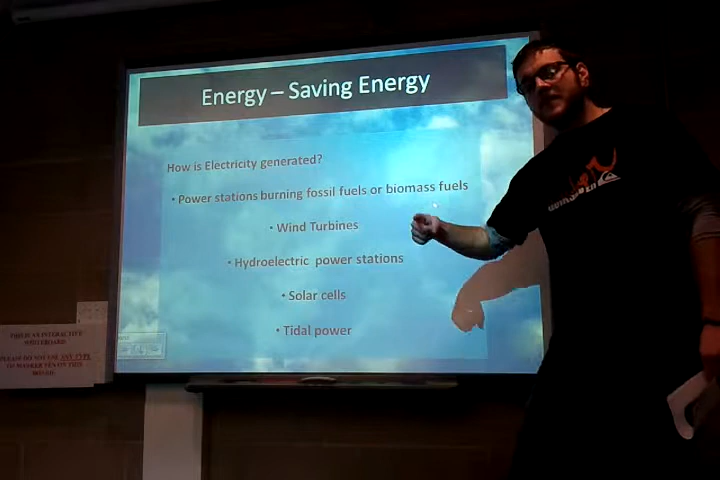 Energy – Saving Energy
How is Electricity generated?
• Power stations burning fossil fuels or biomass fuels
• Wind Turbines
• Hydroelectric power stations
• Solar cells
• Tidal power
THIS IS AN INTERACTIVE
WHITEBOARD
PLEASE DO NOT USE ANY TYPE
OF MARKER PEN ON THIS
BOARD